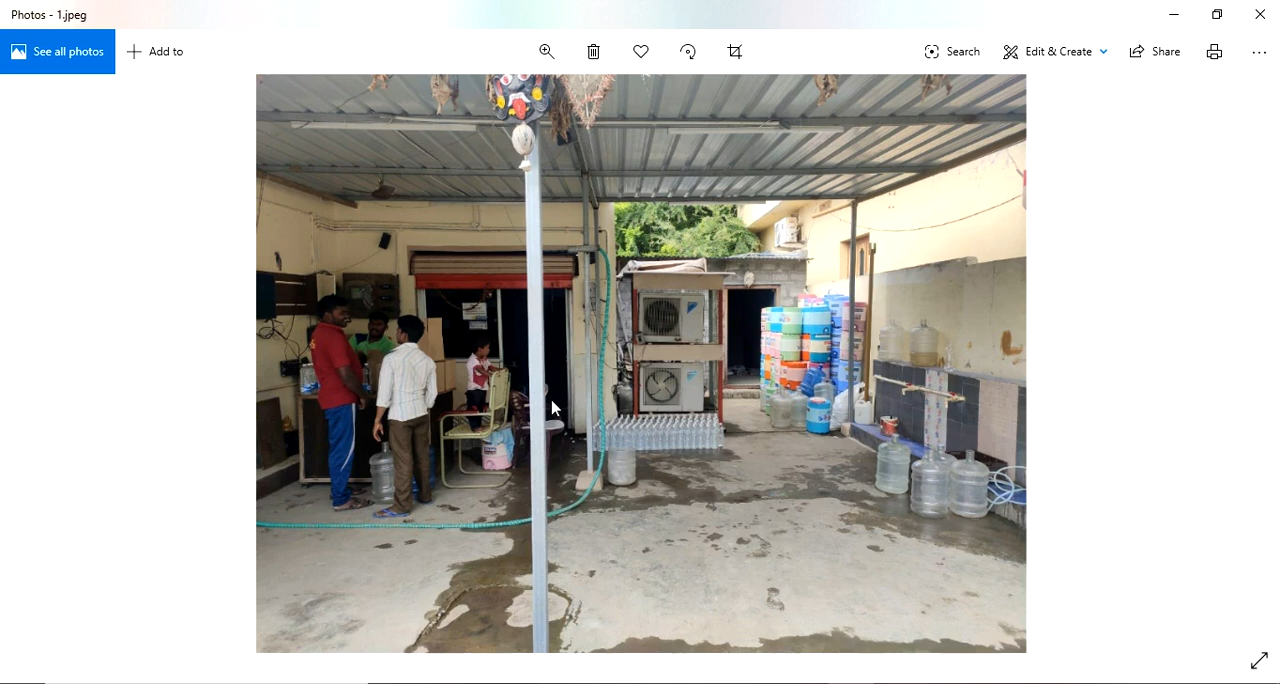 Photos - 1.jpeg
See all photos
Add to
Search
Edit & Create
Share